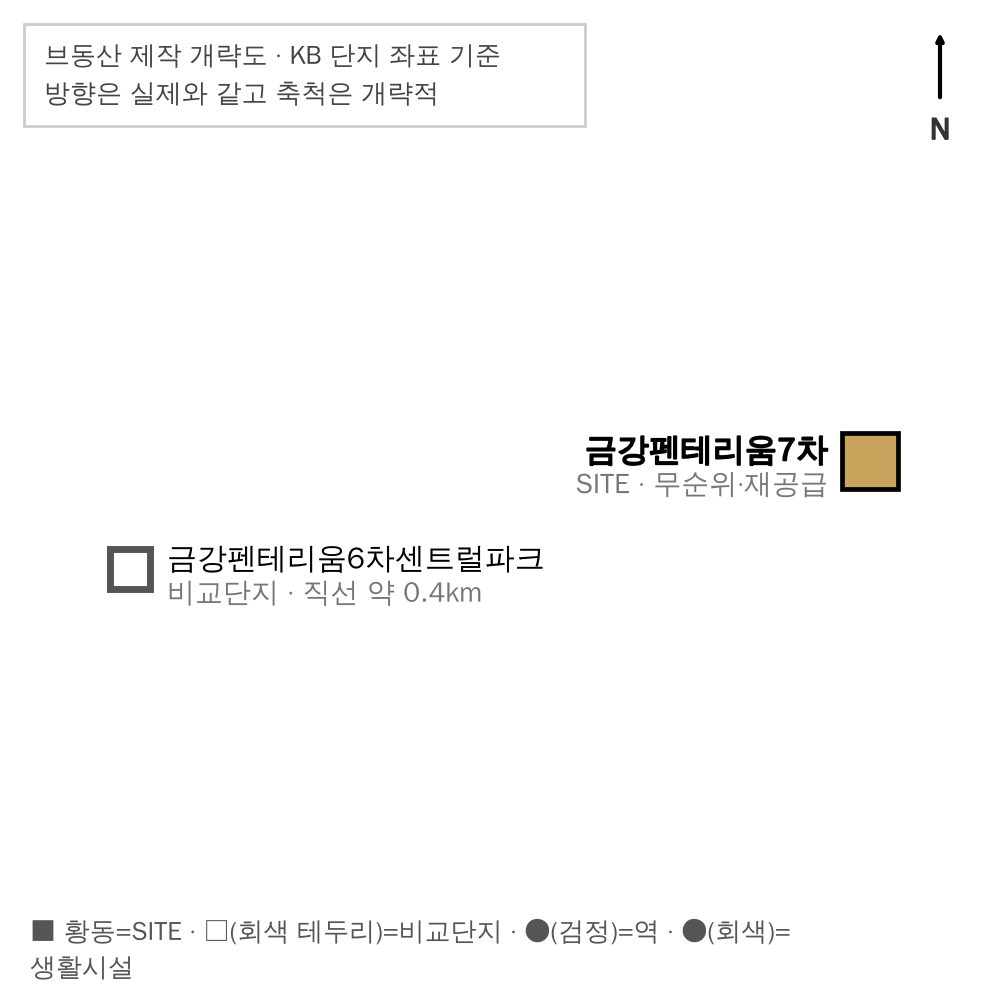 브동산 제작 개략도 · KB 단지 좌표 기준
방향은 실제와 같고 축척은 개략적
N
금강펜테리움7차
SITE · 무순위·재공급
금강펜테리움6차센트럴파크
비교단지 · 직선 약 0.4km
■ 황동=SITE · □(회색 테두리)=비교단지 · ●(검정)=역 · ●(회색)=
생활시설